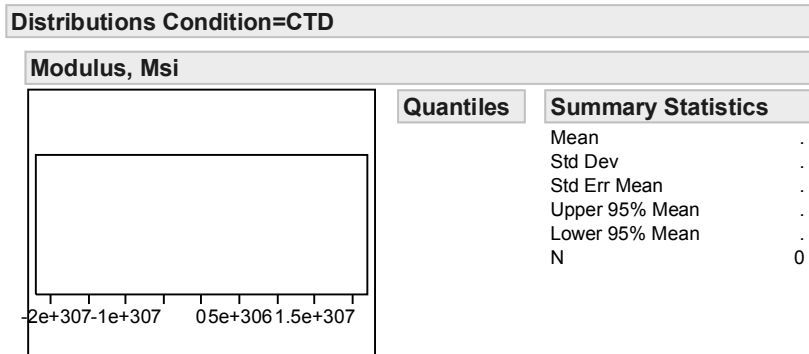 Distributions Condition=CTD
Modulus, Msi
Quantiles
Summary Statistics
Mean .
Std Dev .
Std Err Mean .
Upper 95% Mean .
Lower 95% Mean .
N 0
-2e+307 -1e+307 0 5e+306 1.5e+307